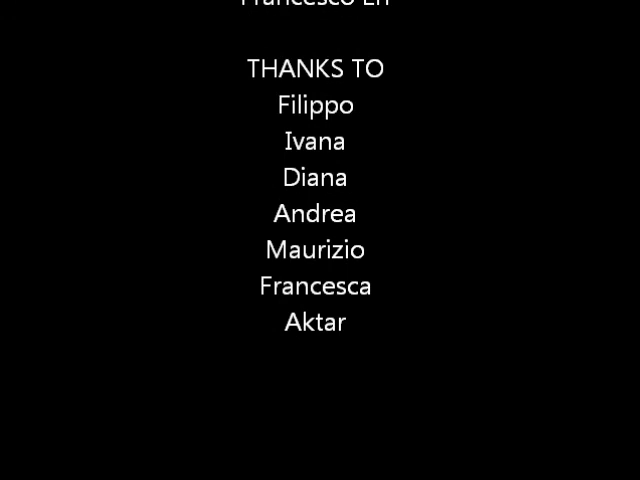 Francesco
THANKS TO
Filippo
Ivana
Diana
Andrea
Maurizio
Francesca
Aktar